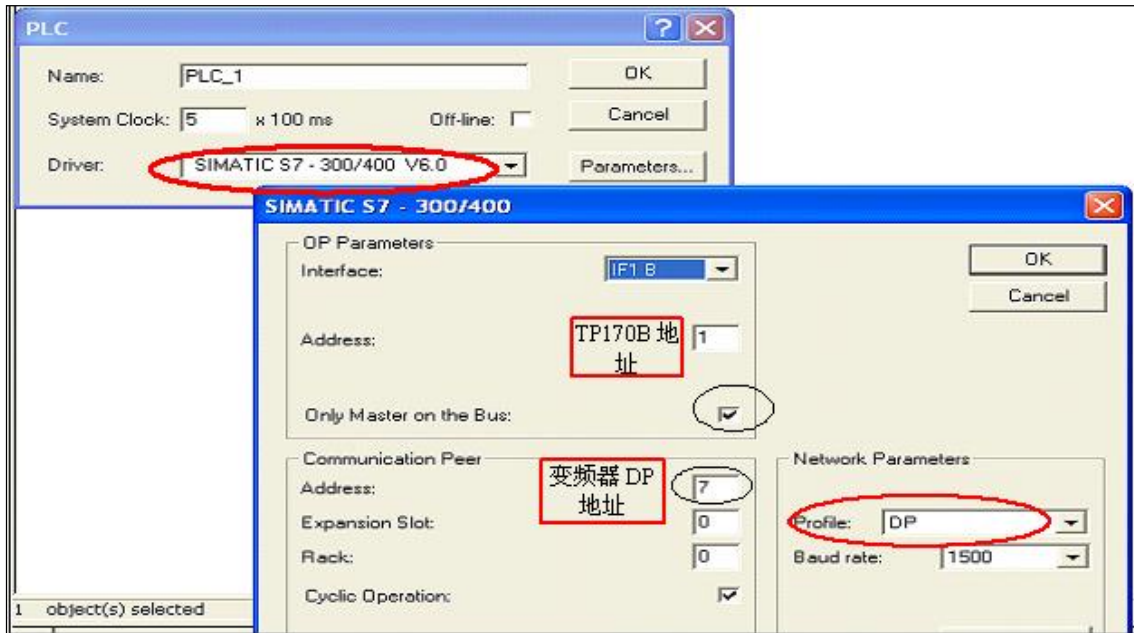 PLC
Name: PLC_1 OK
System Clock: 5 x 100 ms Off-line: Cancel
Driver: SIMATIC S7 - 300/400 V6.0 Parameters...
SIMATIC S7 - 300/400
OP Parameters
Interface: IF1 B
OK
Cancel
Address: TP170B 地址 1
Only Master on the Bus:
Communication Peer
Address: 变频器 DP 地址 7
Expansion Slot: 0
Rack: 0
Cyclic Operation:
Network Parameters
Profile: DP
Baud rate: 1500
1 object(s) selected